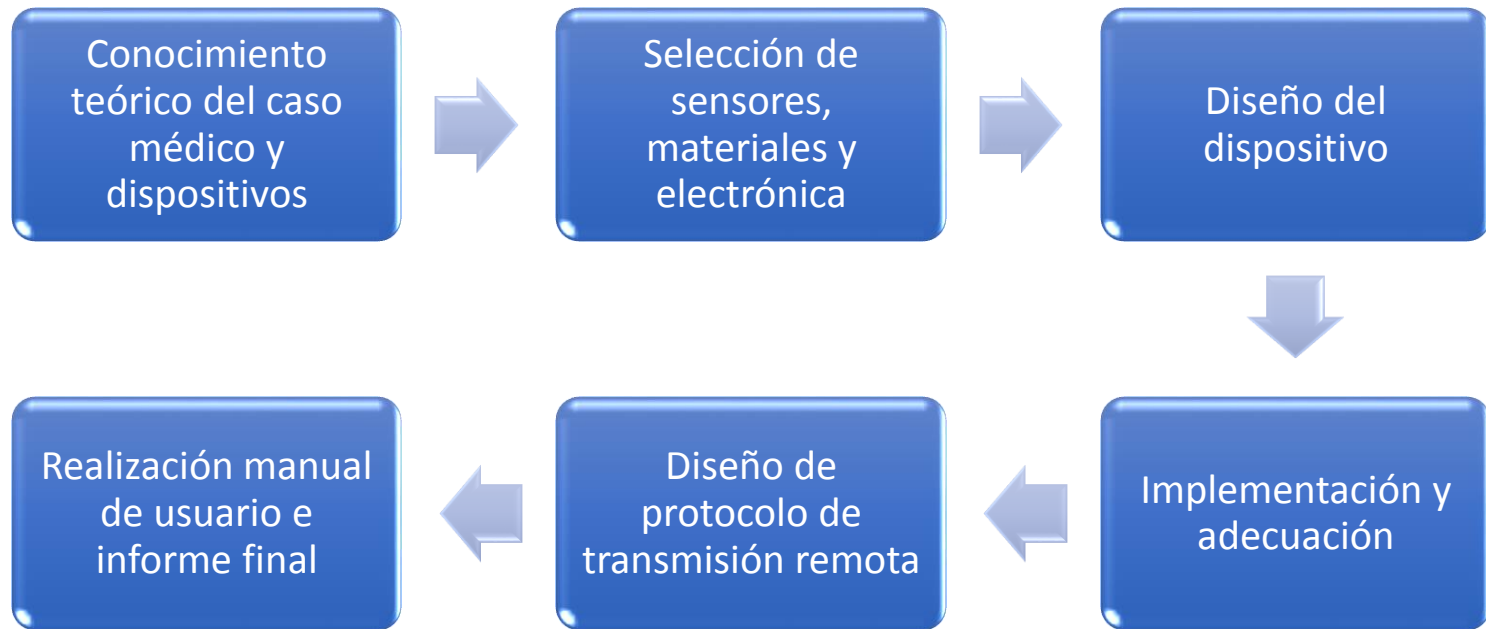 Conocimiento
teórico del caso
médico y
dispositivos
Selección de
sensores,
materiales y
electrónica
Diseño del
dispositivo
Implementación y
adecuación
Diseño de
protocolo de
transmisión remota
Realización manual
de usuario e
informe final